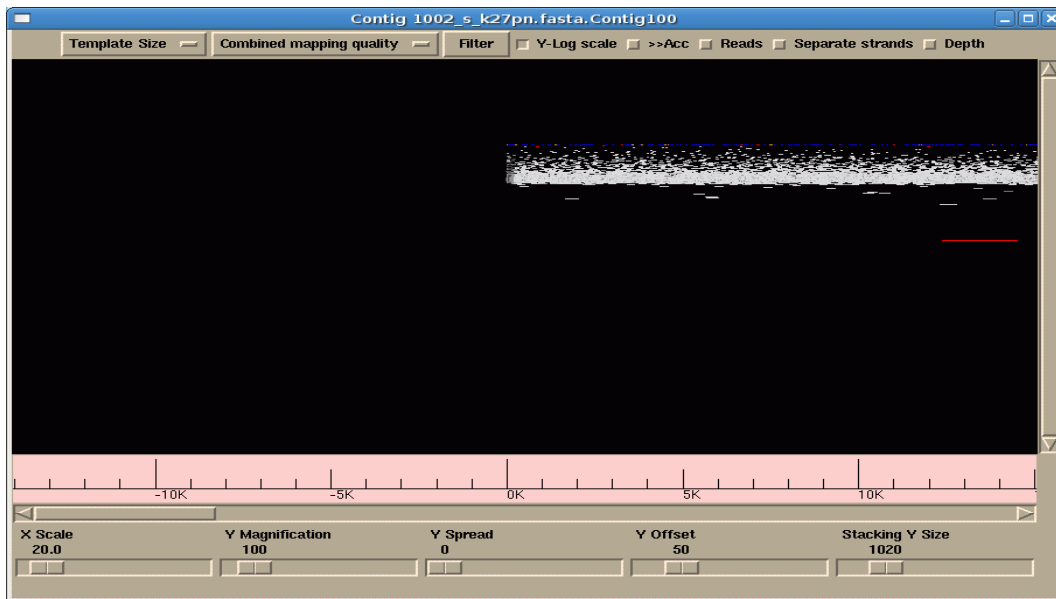 Contig 1002_s_k27pn.fasta.Contig100
Template Size Combined mapping quality Filter Y-Log scale >>Acc Reads Separate strands Depth
-10K -5K 0K 5K 10K
X Scale Y Magnification Y Spread Y Offset Stacking Y Size
20.0 100 0 50 1020